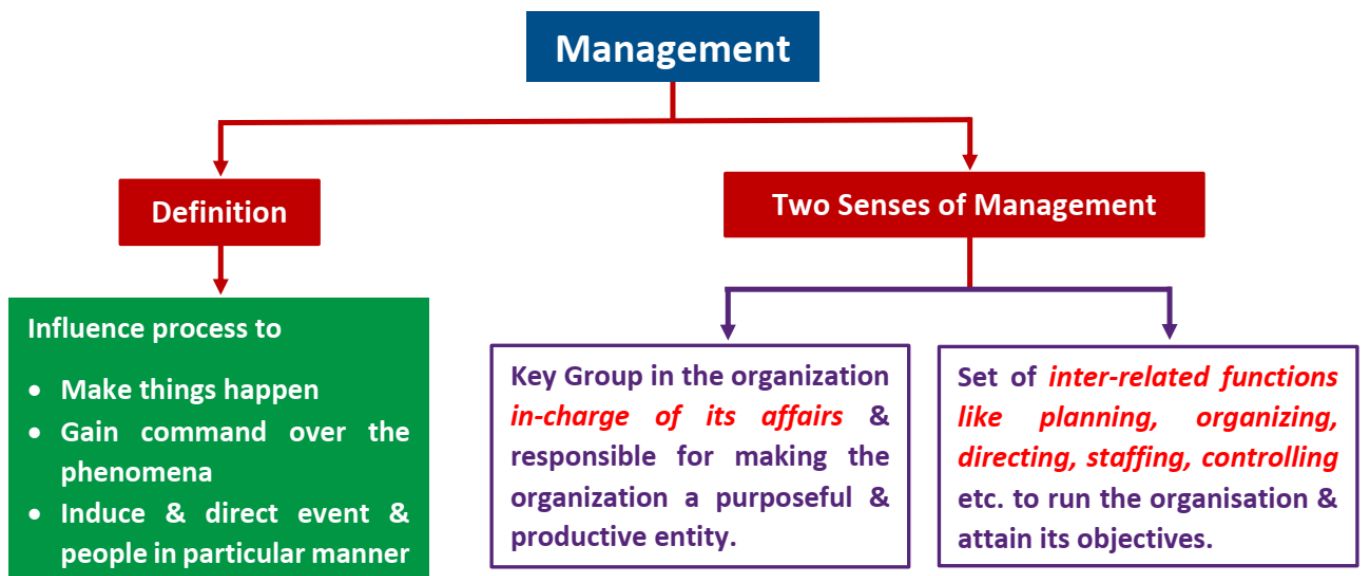 Management
Definition
Two Senses of Management
Influence process to
• Make things happen
• Gain command over the
phenomena
• Induce & direct event &
people in particular manner
Key Group in the organization
in-charge of its affairs &
responsible for making the
organization a purposeful &
productive entity.
Set of inter-related functions
like planning, organizing,
directing, staffing, controlling
etc. to run the organisation &
attain its objectives.